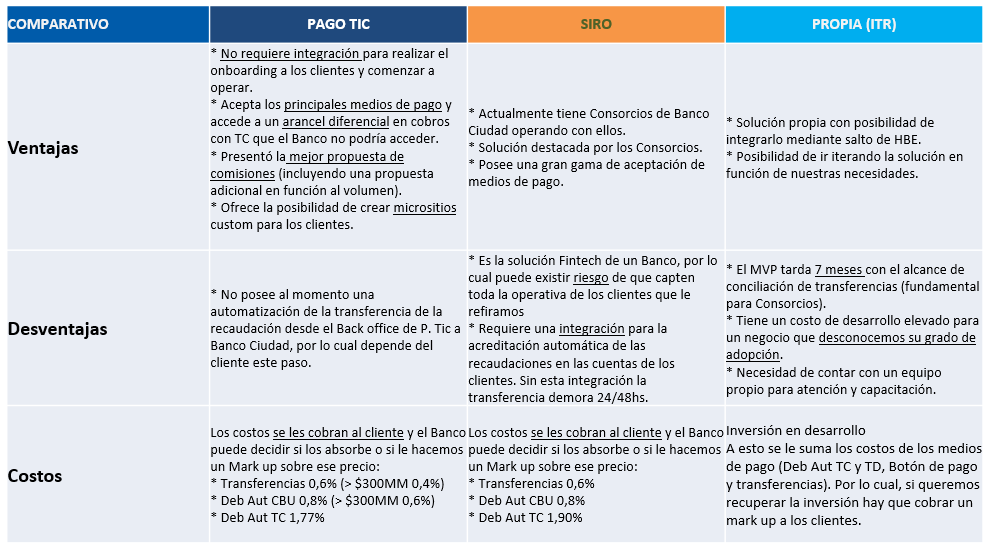 COMPARATIVO
PAGO TIC
SIRO
PROPIA (ITR)
Ventajas
* No requiere integración para realizar el
onboarding a los clientes y comenzar a
operar.
* Acepta los principales medios de pago y
accede a un arancel diferencial en cobros
con TC que el Banco no podría acceder.
* Presentó la mejor propuesta de
comisiones (incluyendo una propuesta
adicional en función al volumen).
* Ofrece la posibilidad de crear micrositios
custom para los clientes.
* Actualmente tiene Consorcios de Banco
Ciudad operando con ellos.
* Solución destacada por los Consorcios.
* Posee una gran gama de aceptación de
medios de pago.
* Solución propia con posibilidad de
integrarlo mediante salto de HBE.
* Posibilidad de ir iterando la solución en
función de nuestras necesidades.
Desventajas
* No posee al momento una
automatización de la transferencia de la
recaudación desde el Back office de P. Tic a
Banco Ciudad, por lo cual depende del
cliente este paso.
* Es la solución Fintech de un Banco, por lo
cual puede existir riesgo de que capten
toda la operativa de los clientes que le
refiramos
* Requiere una integración para la
acreditación automática de las
recaudaciones en las cuentas de los
clientes. Sin esta integración la
transferencia demora 24/48hs.
* El MVP tarda 7 meses con el alcance de
conciliación de transferencias (fundamental
para Consorcios).
* Tiene un costo de desarrollo elevado para
un negocio que desconocemos su grado de
adopción.
* Necesidad de contar con un equipo
propio para atención y capacitación.
Costos
Los costos se les cobran al cliente y el Banco
puede decidir si los absorbe o si le hacemos
un Mark up sobre ese precio:
* Transferencias 0,6% (> $300MM 0,4%)
* Deb Aut CBU 0,8% (> $300MM 0,6%)
* Deb Aut TC 1,77%
Los costos se les cobran al cliente y el Banco
puede decidir si los absorbe o si le hacemos
un Mark up sobre ese precio:
* Transferencias 0,6%
* Deb Aut CBU 0,8%
* Deb Aut TC 1,90%
Inversión en desarrollo
A esto se le suma los costos de los medios
de pago (Deb Aut TC y TD, Botón de pago
y transferencias). Por lo cual, si queremos
recuperar la inversión hay que cobrar un
mark up a los clientes.